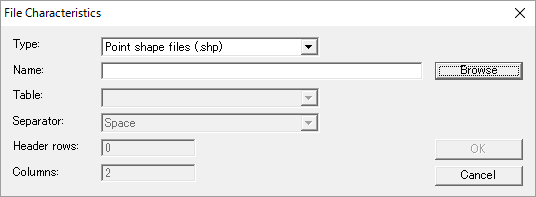 File Characteristics
Type: Point shape files (.shp)
Name: Browse
Table:
Separator: Space
Header rows: 0 OK
Columns: 2 Cancel